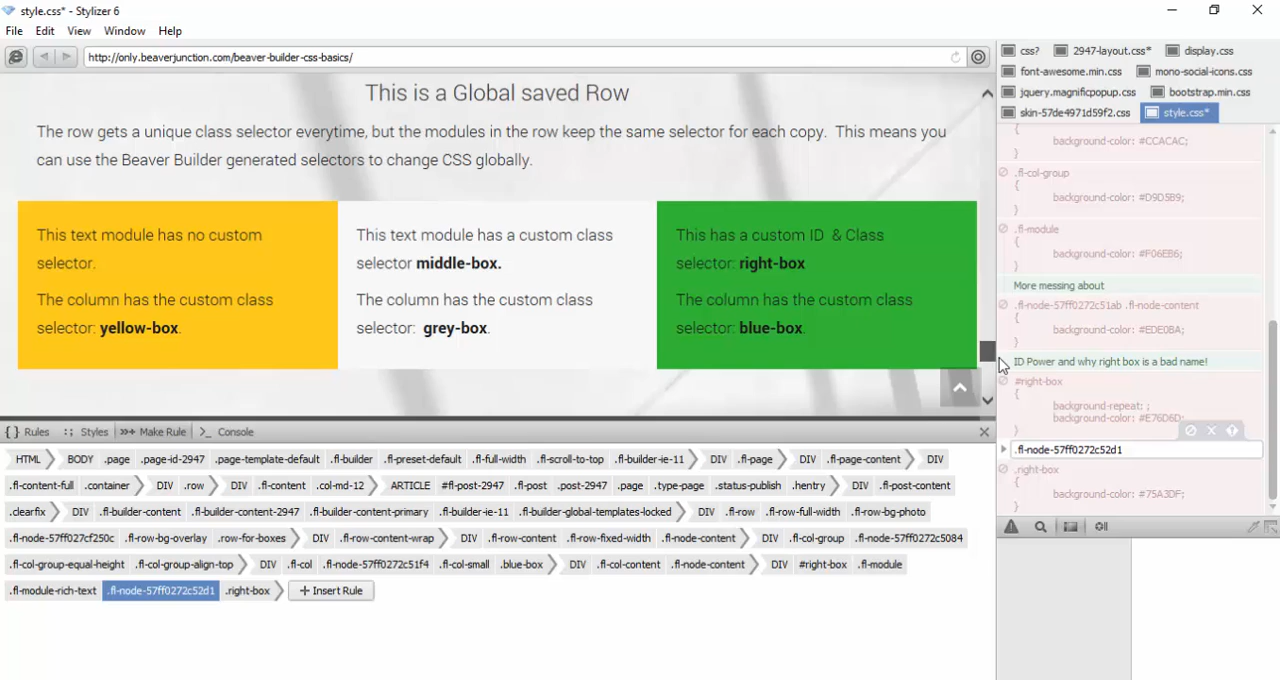 style.css* - Stylizer 6
File Edit View Window Help
http://only.beaverjunction.com/beaver-builder-css-basics/
This is a Global saved Row
The row gets a unique class selector everytime, but the modules in the row keep the same selector for each copy. This means you
can use the Beaver Builder generated selectors to change CSS globally.
This text module has no custom
selector.
The column has the custom class
selector: yellow-box.
This text module has a custom class
selector middle-box.
The column has the custom class
selector: grey-box.
This has a custom ID & Class
selector: right-box
The column has the custom class
selector: blue-box.
{ } Rules :; Styles Make Rule >_ Console
HTML BODY .page .page-id-2947 .page-template-default .fl-builder .fl-preset-default .fl-full-width .fl-scroll-to-top .fl-builder-ie-11 DIV .fl-page DIV .fl-page-content DIV
.fl-content-full .container DIV .row DIV .fl-content .col-md-12 ARTICLE #fl-post-2947 .fl-post .post-2947 .page .type-page .status-publish .hentry DIV .fl-post-content
.clearfix DIV .fl-builder-content .fl-builder-content-2947 .fl-builder-content-primary .fl-builder-ie-11 .fl-builder-global-templates-locked DIV .fl-row .fl-row-full-width .fl-row-bg-photo
.fl-node-57ff027cf250c .fl-row-bg-overlay .row-for-boxes DIV .fl-row-content-wrap DIV .fl-row-content .fl-row-fixed-width .fl-node-content DIV .fl-col-group .fl-node-57ff0272c5084
.fl-col-group-equal-height .fl-col-group-align-top DIV .fl-col .fl-node-57ff0272c51f4 .fl-col-small .blue-box DIV .fl-col-content .fl-node-content DIV #right-box .fl-module
.fl-module-rich-text .fl-node-57ff0272c52d1 .right-box + Insert Rule
css? 2947-layout.css* display.css
font-awesome.min.css mono-social-icons.css
jquery.magnificpopup.css bootstrap.min.css
skin-57de4971d59f2.css style.css*
{
background-color: #CCACAC;
}
.fl-col-group
{
background-color: #D9D5B9;
}
.fl-module
{
background-color: #F06EB6;
}
More messing about
.fl-node-57ff0272c51ab .fl-node-content
{
background-color: #EDE0BA;
}
ID Power and why right box is a bad name!
#right-box
{
background-repeat: ;
background-color: #E76D6D;
}
.fl-node-57ff0272c52d1
.right-box
{
background-color: #75A3DF;
}